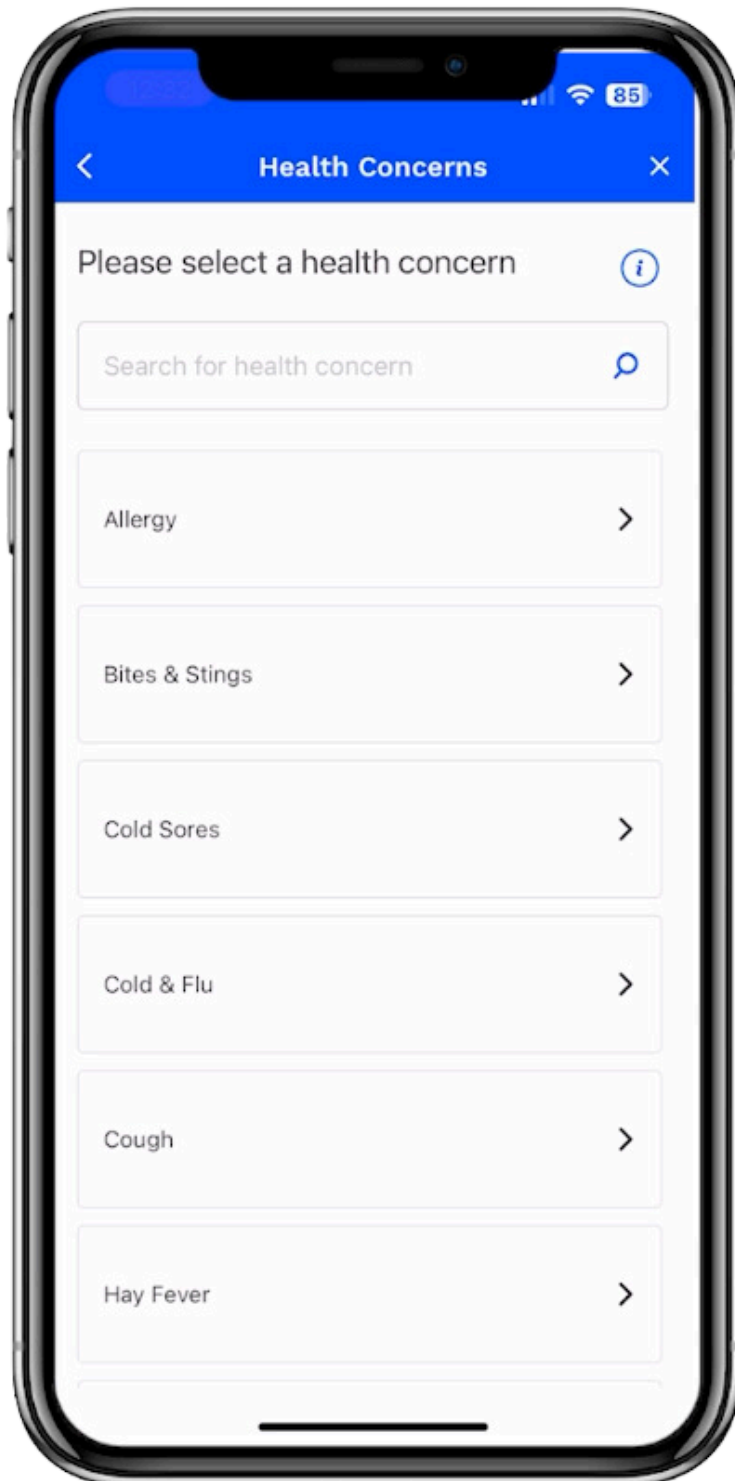 85
Health Concerns
Please select a health concern
i
Search for health concern
Allergy
Bites & Stings
Cold Sores
Cold & Flu
Cough
Hay Fever